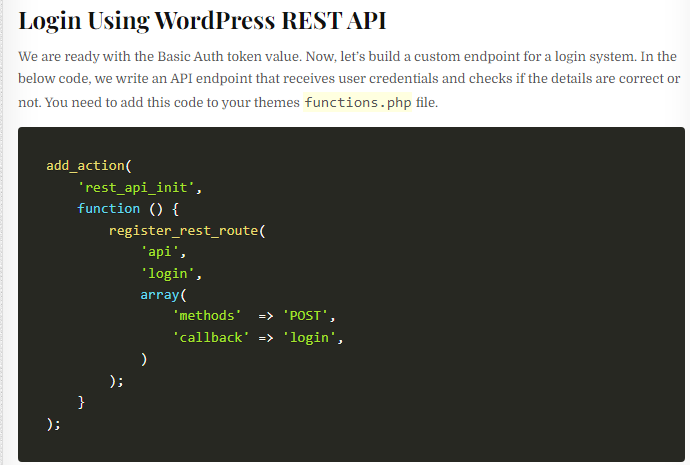 Login Using WordPress REST API
We are ready with the Basic Auth token value. Now, let's build a custom endpoint for a login system. In the
below code, we write an API endpoint that receives user credentials and checks if the details are correct or
not. You need to add this code to your themes functions.php file.
add_action(
    'rest_api_init',
    function () {
        register_rest_route(
            'api',
            'login',
            array(
                'methods'  => 'POST',
                'callback' => 'login',
            )
        );
    }
);